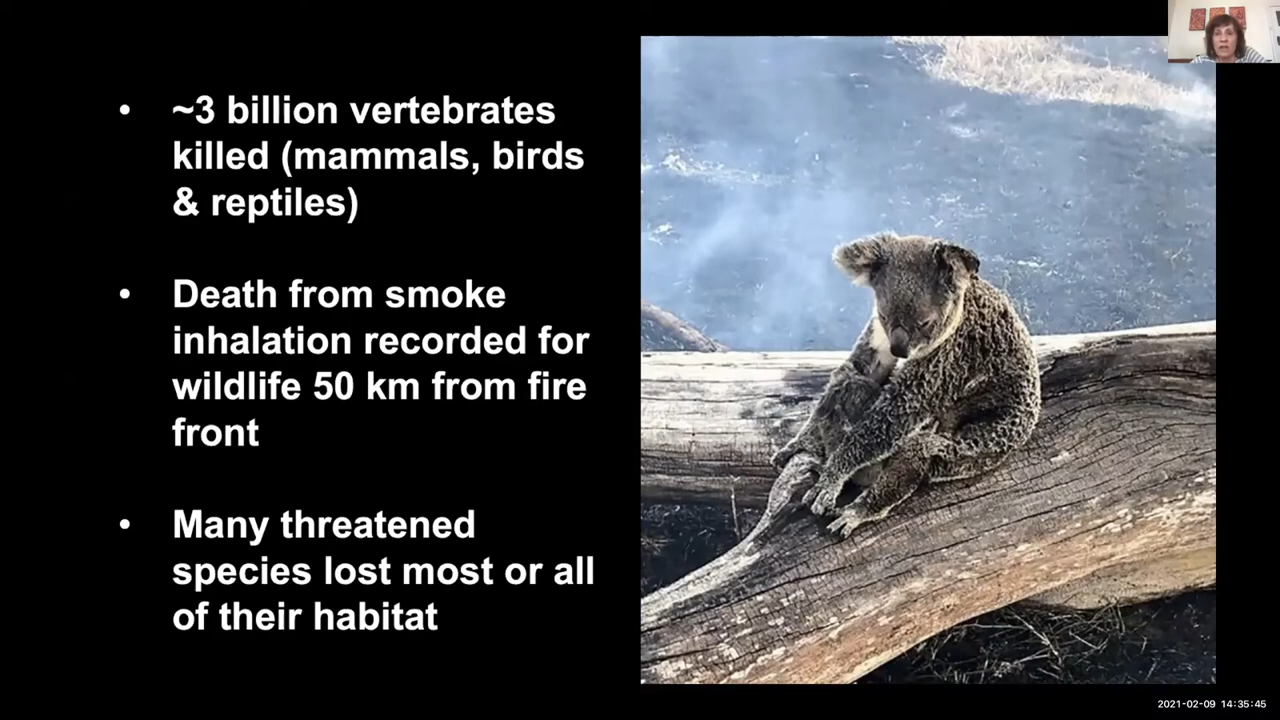 • ~3 billion vertebrates
killed (mammals, birds
& reptiles)
• Death from smoke
inhalation recorded for
wildlife 50 km from fire
front
• Many threatened
species lost most or all
of their habitat
2021-02-09 14:35:45